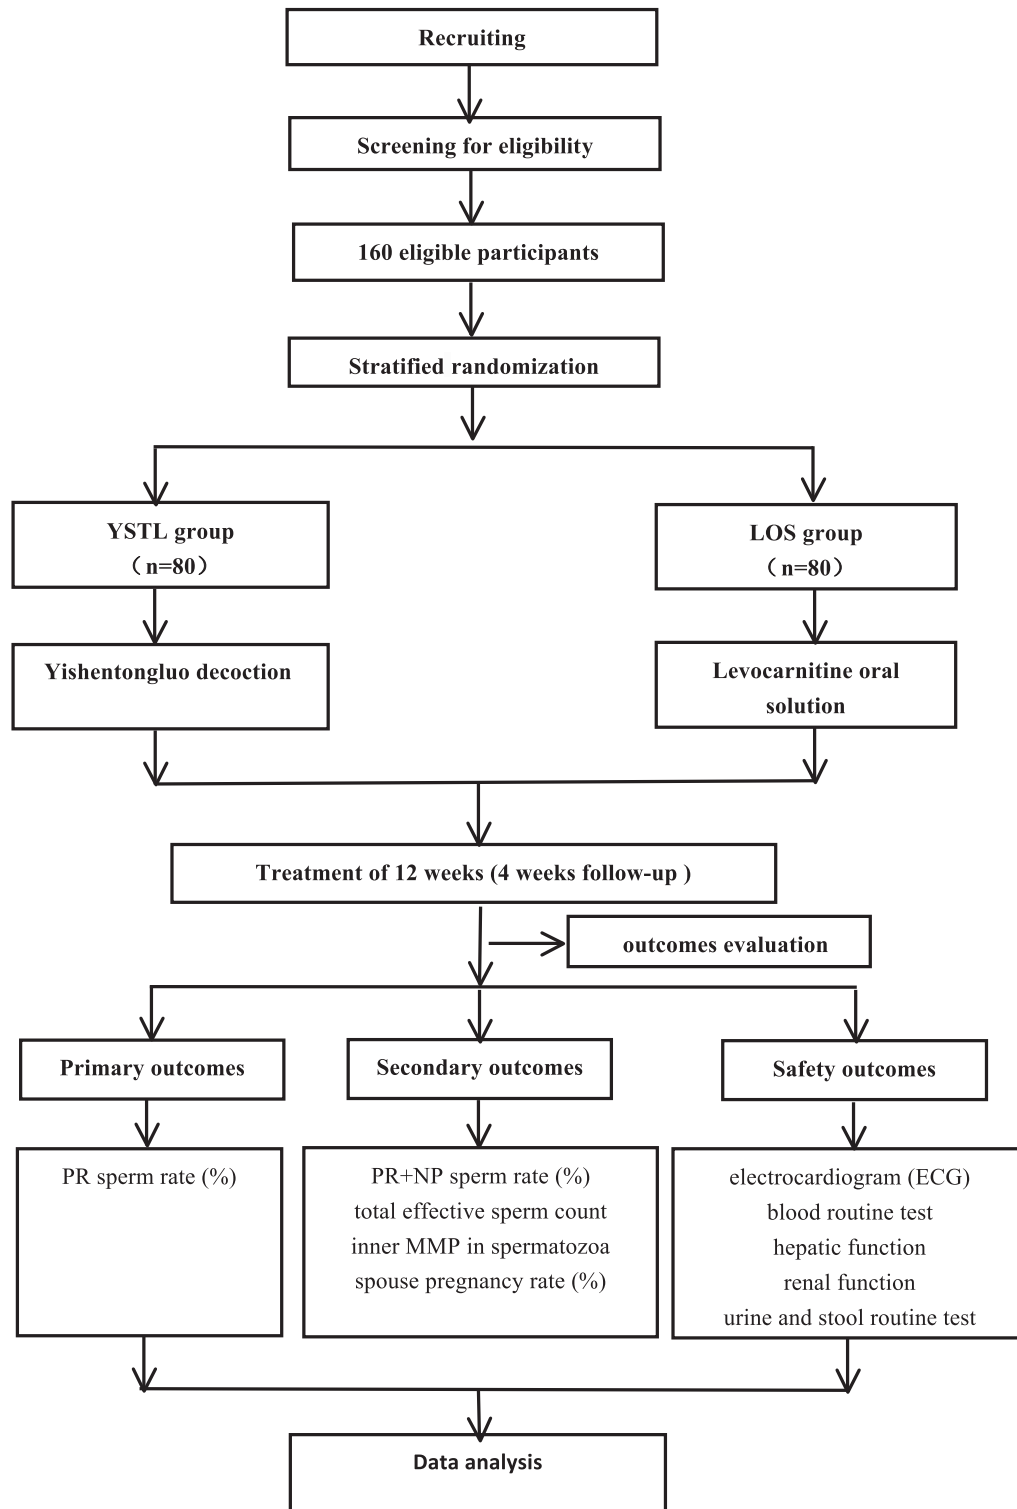 Recruiting
Screening for eligibility
160 eligible participants
Stratified randomization
YSTL group
（n=80）
LOS group
（n=80）
Yishentongluo decoction
Levocarnitine oral
solution
Treatment of 12 weeks (4 weeks follow-up )
outcomes evaluation
Primary outcomes
Secondary outcomes
Safety outcomes
PR sperm rate (%)
PR+NP sperm rate (%)
total effective sperm count
inner MMP in spermatozoa
spouse pregnancy rate (%)
electrocardiogram (ECG)
blood routine test
hepatic function
renal function
urine and stool routine test
Data analysis